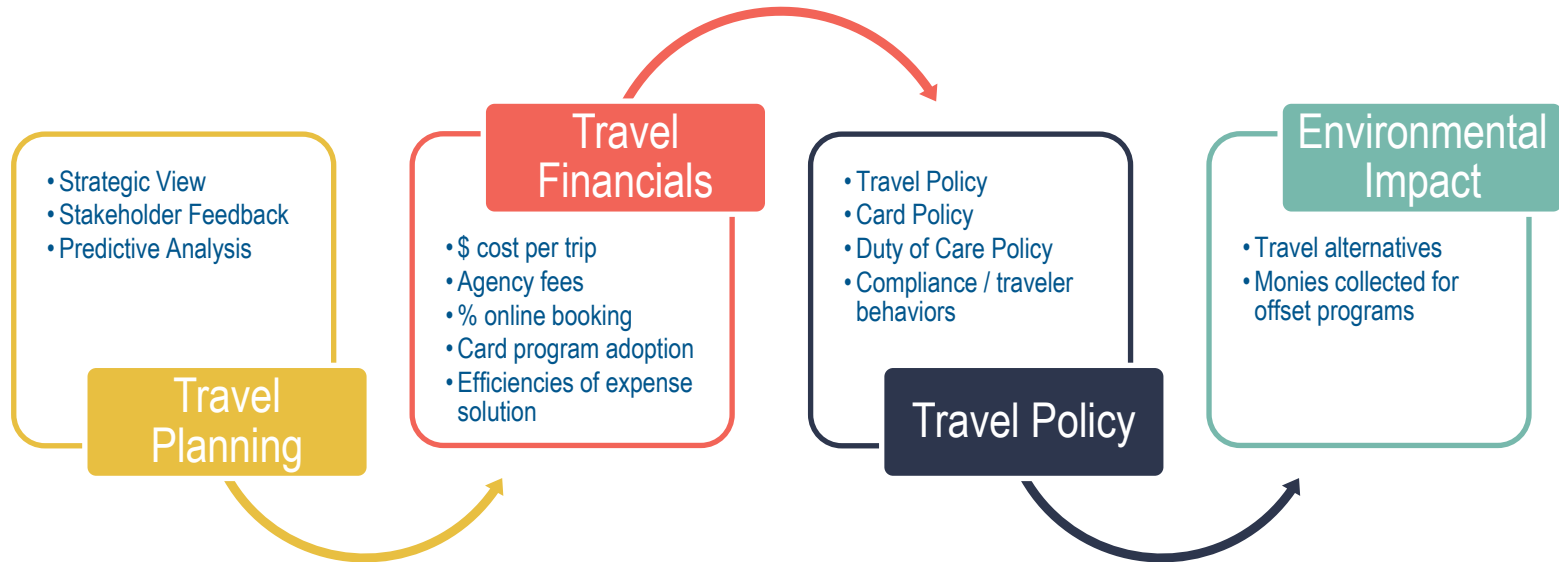 • Strategic View
• Stakeholder Feedback
• Predictive Analysis
Travel
Planning
Travel
Financials
• $ cost per trip
• Agency fees
• % online booking
• Card program adoption
• Efficiencies of expense
solution
• Travel Policy
• Card Policy
• Duty of Care Policy
• Compliance / traveler
behaviors
Travel Policy
Environmental
Impact
• Travel alternatives
• Monies collected for
offset programs